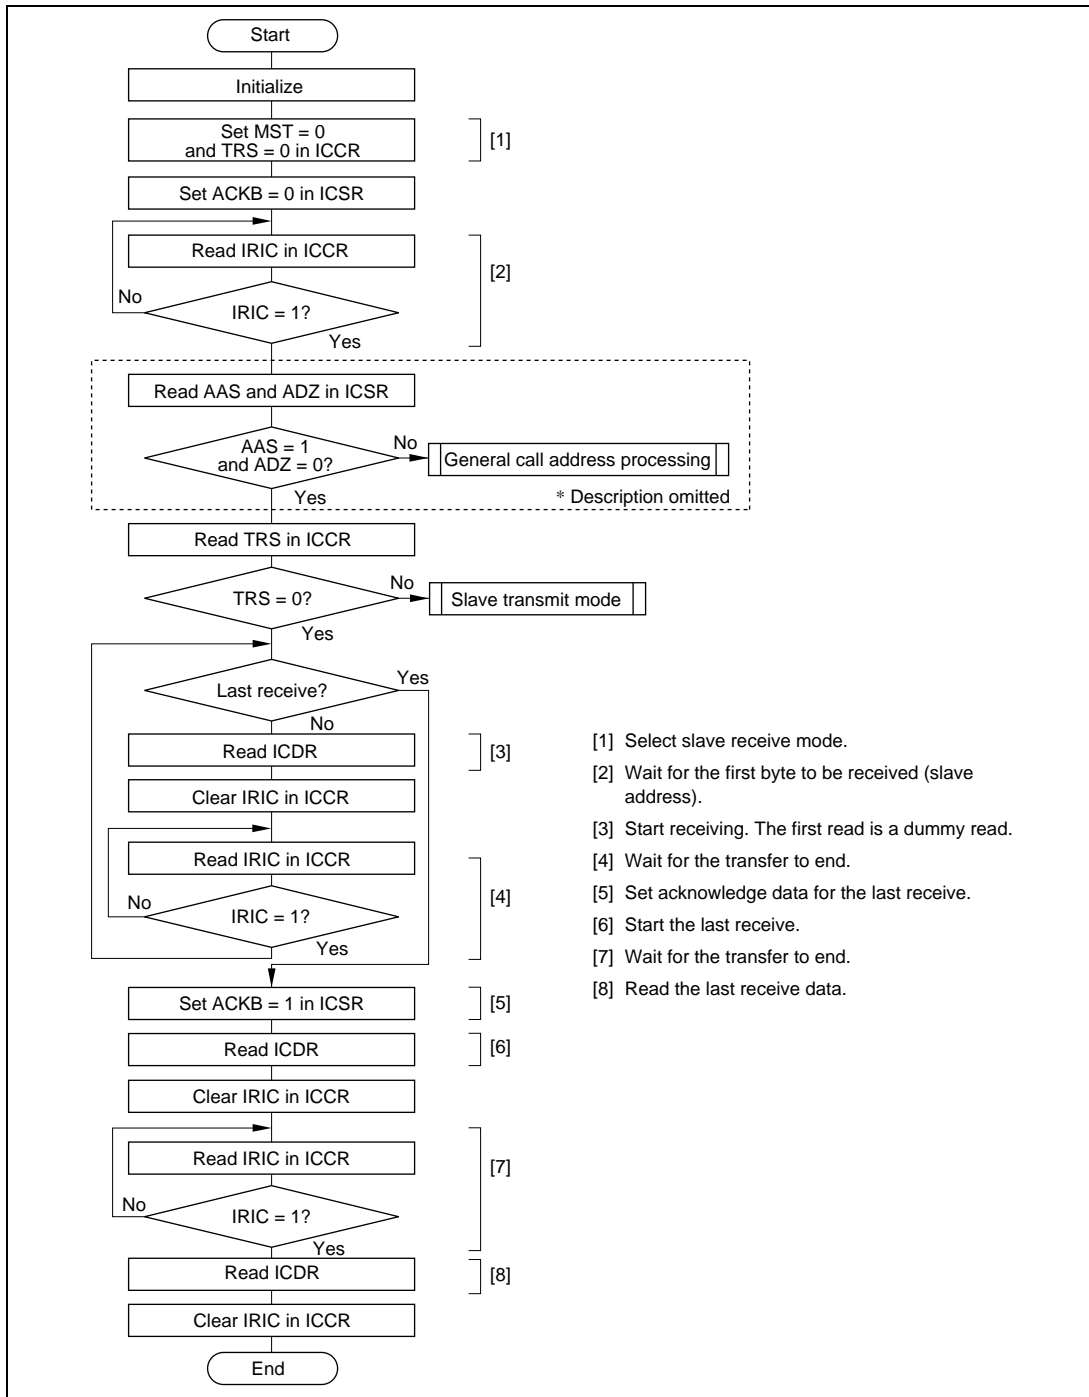 Start
Initialize
Set MST = 0
and TRS = 0 in ICCR
[1]
Set ACKB = 0 in ICSR
Read IRIC in ICCR
[2]
No
IRIC = 1?
Yes
Read AAS and ADZ in ICSR
AAS = 1
and ADZ = 0?
No
General call address processing
Yes
* Description omitted
Read TRS in ICCR
TRS = 0?
No
Slave transmit mode
Yes
Last receive?
Yes
No
Read ICDR
[3]
Clear IRIC in ICCR
Read IRIC in ICCR
[4]
No
IRIC = 1?
Yes
Set ACKB = 1 in ICSR
[5]
Read ICDR
[6]
Clear IRIC in ICCR
Read IRIC in ICCR
[7]
No
IRIC = 1?
Yes
Read ICDR
[8]
Clear IRIC in ICCR
End
[1] Select slave receive mode.
[2] Wait for the first byte to be received (slave
address).
[3] Start receiving. The first read is a dummy read.
[4] Wait for the transfer to end.
[5] Set acknowledge data for the last receive.
[6] Start the last receive.
[7] Wait for the transfer to end.
[8] Read the last receive data.